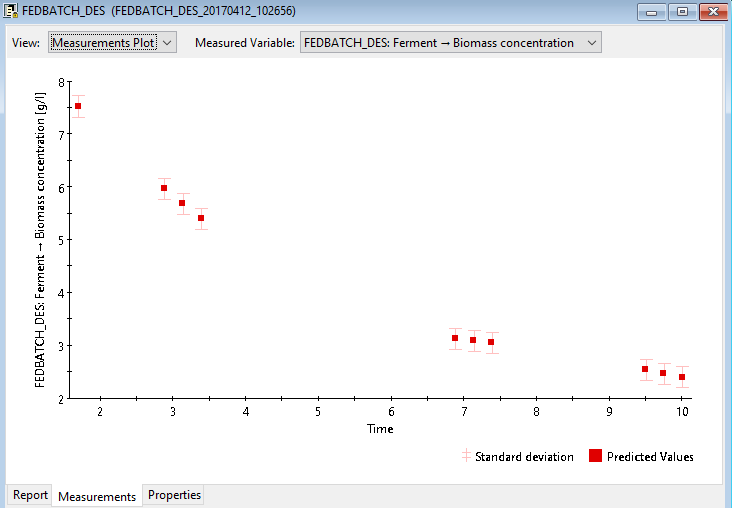 FEDBATCH_DES (FEDBATCH_DES_20170412_102656)
View: Measurements Plot Measured Variable: FEDBATCH_DES: Ferment → Biomass concentration
FEDBATCH_DES: Ferment → Biomass concentration [g/l]
8
7
6
5
4
3
2
2 3 4 5 6 7 8 9 10
Time
Standard deviation Predicted Values
Report Measurements Properties